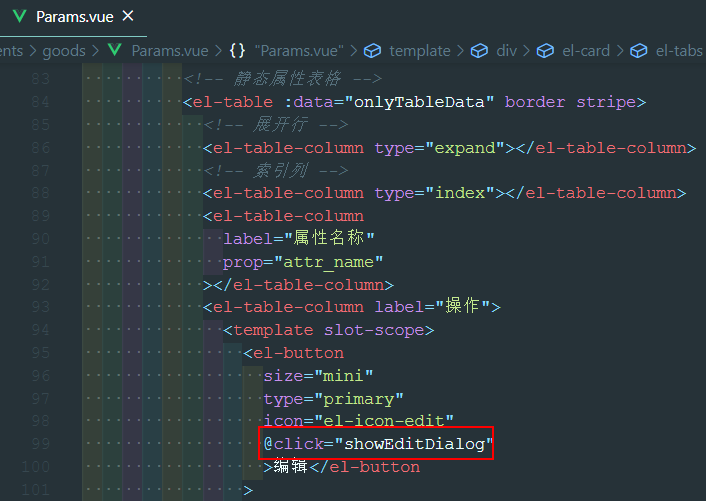 Params.vue ×
ents > goods > Params.vue > {} "Params.vue" > template > div > el-card > el-tabs
83 <!-- 静态属性表格 -->
84 <el-table :data="onlyTableData" border stripe>
85 <!-- 展开行 -->
86 <el-table-column type="expand"></el-table-column>
87 <!-- 索引列 -->
88 <el-table-column type="index"></el-table-column>
89 <el-table-column
90 label="属性名称"
91 prop="attr_name"
92 ></el-table-column>
93 <el-table-column label="操作">
94 <template slot-scope>
95 <el-button
96 size="mini"
97 type="primary"
98 icon="el-icon-edit"
99 @click="showEditDialog"
100 >编辑</el-button
101 >